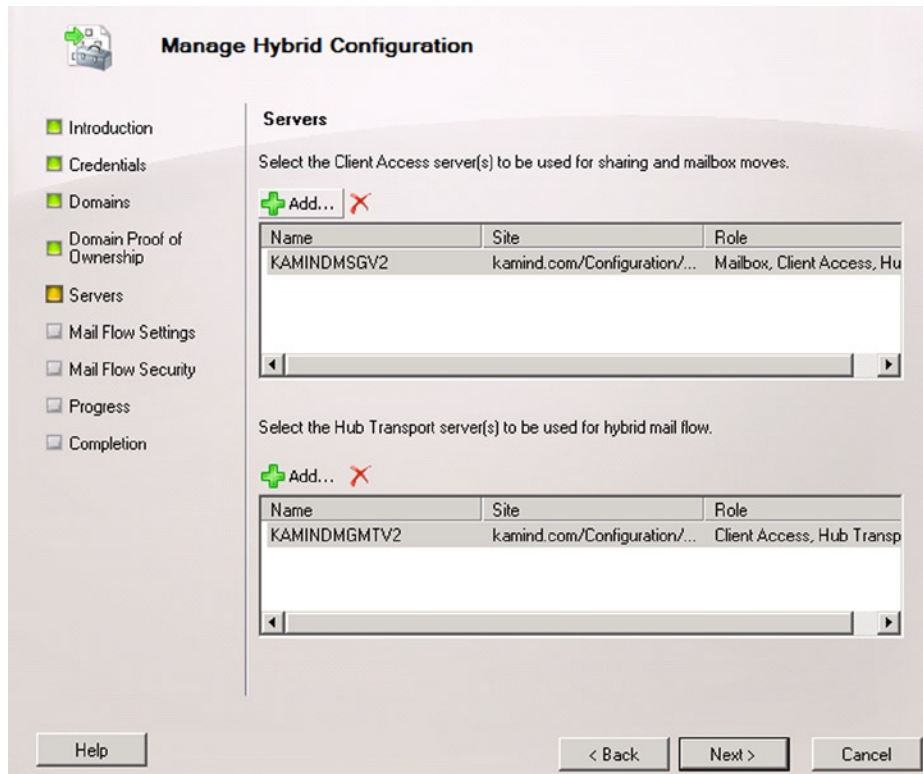 Manage Hybrid Configuration
Introduction
Credentials
Domains
Domain Proof of
Ownership
Servers
Mail Flow Settings
Mail Flow Security
Progress
Completion
Servers
Select the Client Access server(s) to be used for sharing and mailbox moves.
Add...
Name Site Role
KAMINDMSGV2 kamind.com/Configuration/... Mailbox, Client Access, Hu
Select the Hub Transport server(s) to be used for hybrid mail flow.
Add...
Name Site Role
KAMINDMGMTV2 kamind.com/Configuration/... Client Access, Hub Transp
Help < Back Next > Cancel